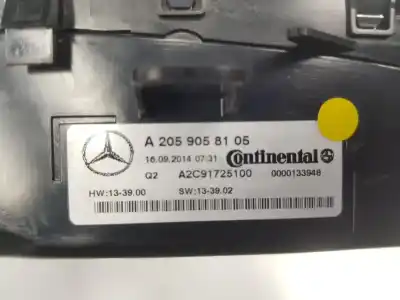 A 205 905 81 05
16.09.2014 07:31 Continental
Q2 A2C91725100 0000133948
HW:13-39.00 SW:13-39.02